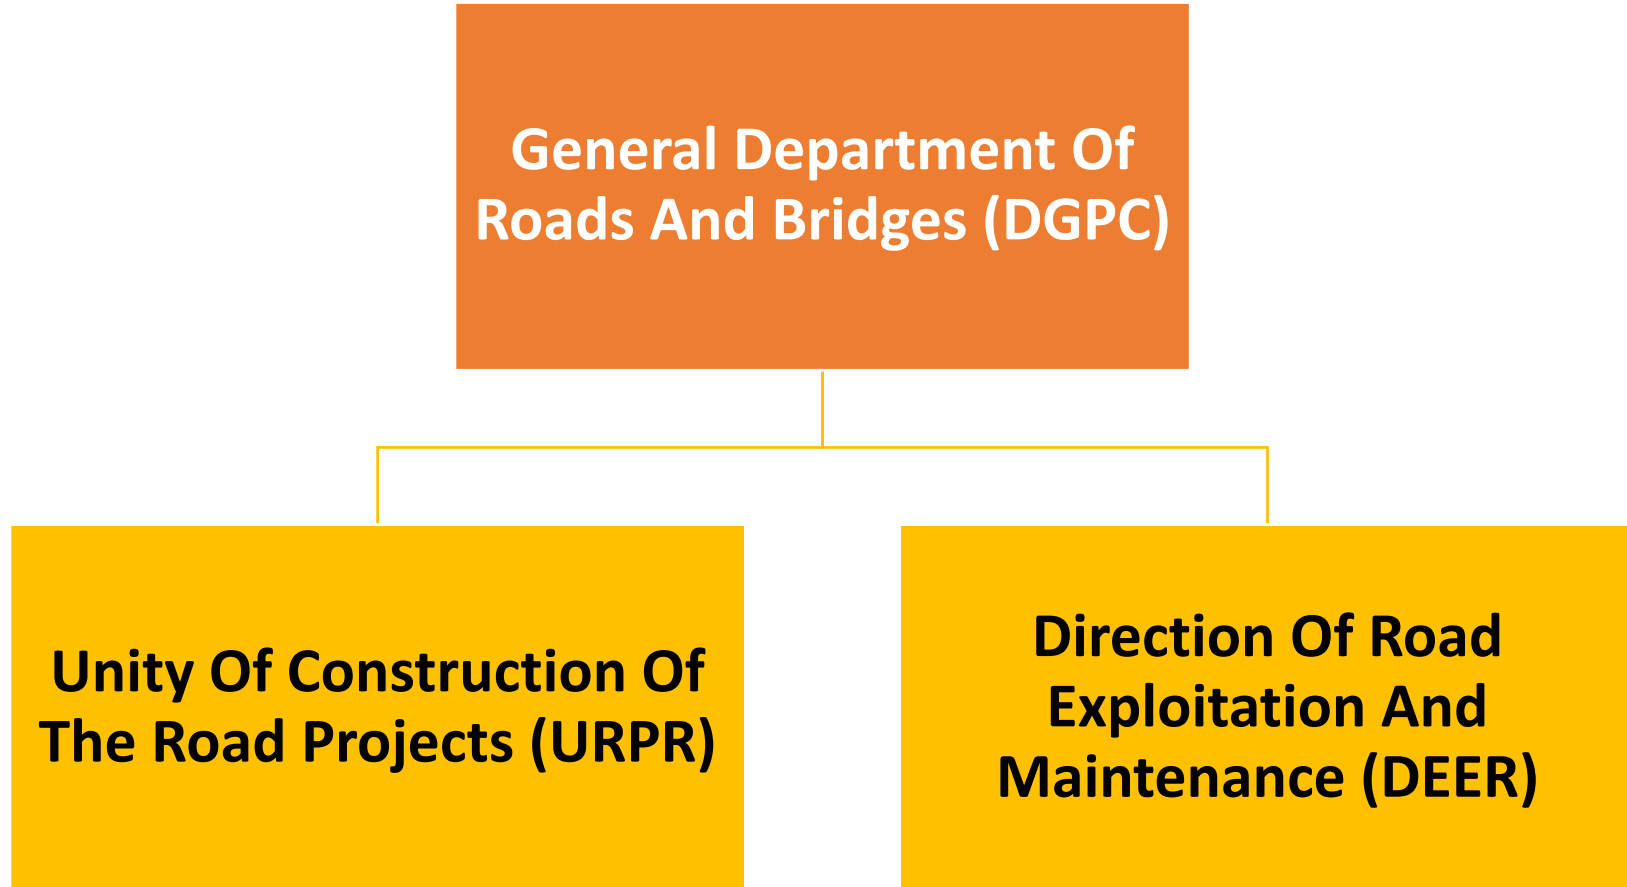 General Department Of
Roads And Bridges (DGPC)
Unity Of Construction Of
The Road Projects (URPR)
Direction Of Road
Exploitation And
Maintenance (DEER)